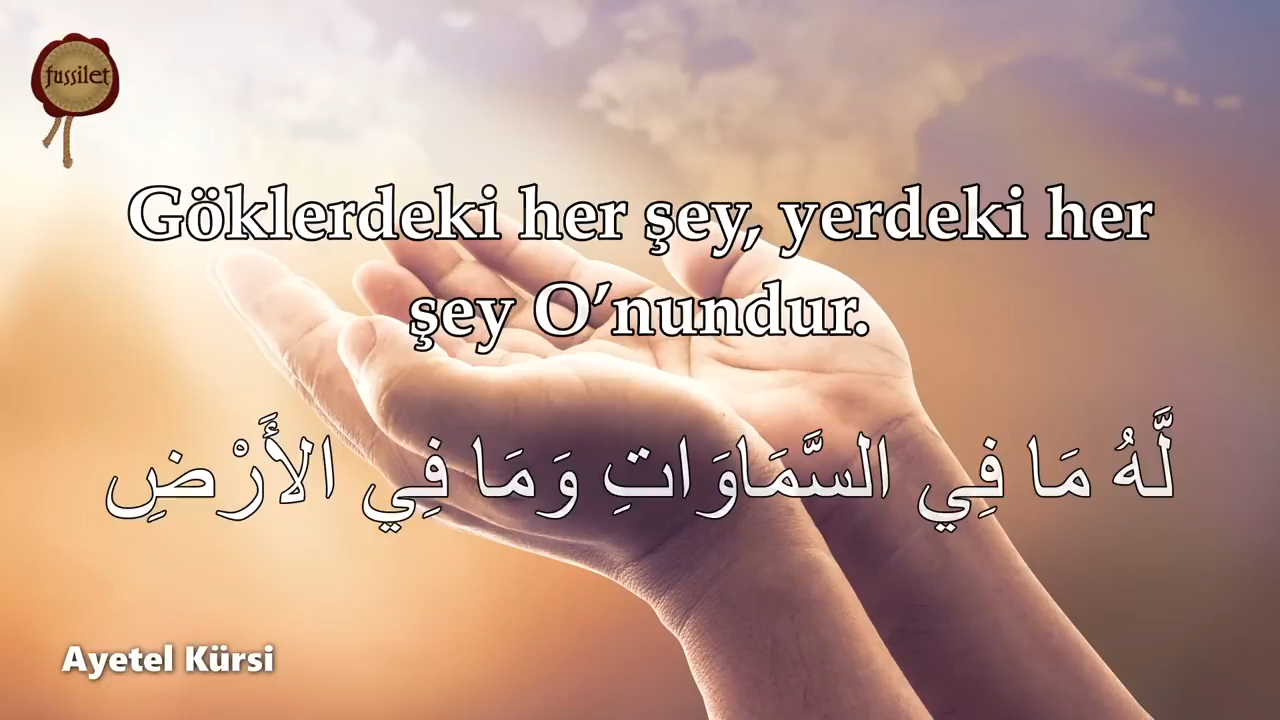 fussilet
Göklerdeki her şey, yerdeki her
şey O’nundur.
لَّهُ مَا فِي السَّمَاوَاتِ وَمَا فِي الأَرْضِ
Ayetel Kürsi